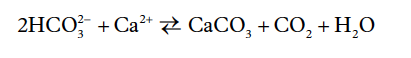 2HCO₃²⁻ + Ca²⁺ ⇄ CaCO₃ + CO₂ + H₂O